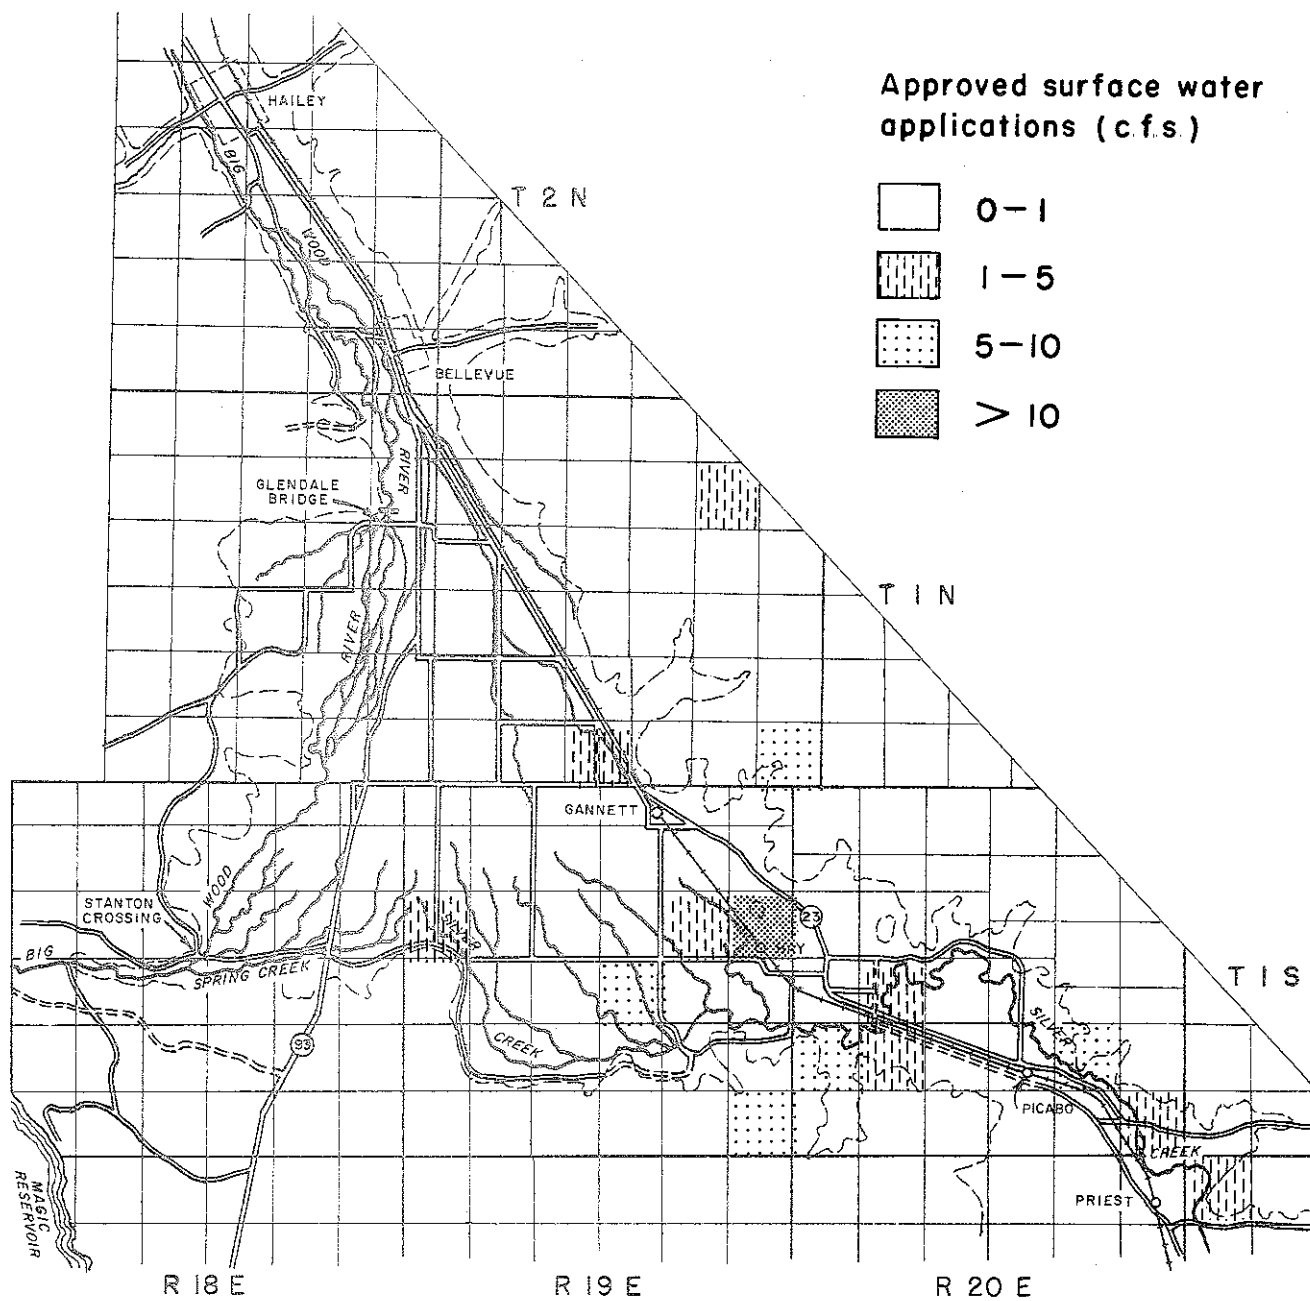 Approved surface water
applications (c.f.s.)
0-1
1-5
5-10
> 10
HAILEY
BIG
WOOD
T 2 N
BELLEVUE
RIVER
GLENDALE
BRIDGE
T 1 N
RIVER
GANNETT
WOOD
STANTON
CROSSING
23
BIG
SPRING CREEK
T 1 S
SILVER
93
CREEK
PICABO
CREEK
MAGIC
RESERVOIR
PRIEST
R 18 E
R 19 E
R 20 E